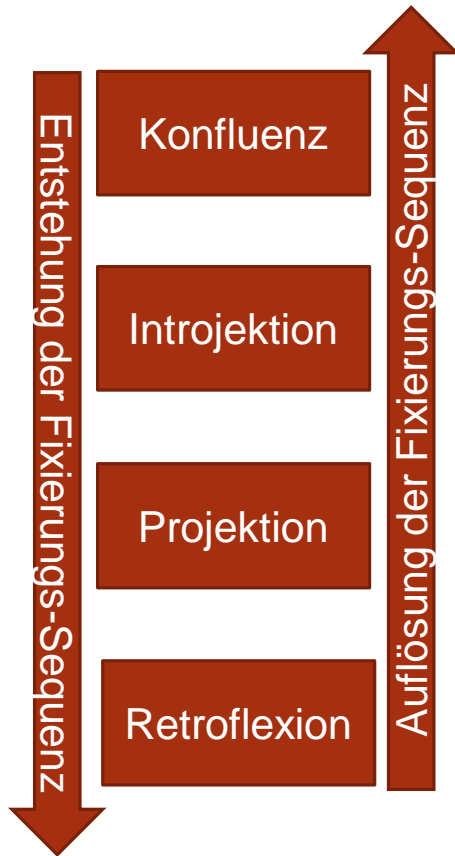 Entstehung der Fixierungs-Sequenz
Konfluenz
Introjektion
Projektion
Retroflexion
Auflösung der Fixierungs-Sequenz